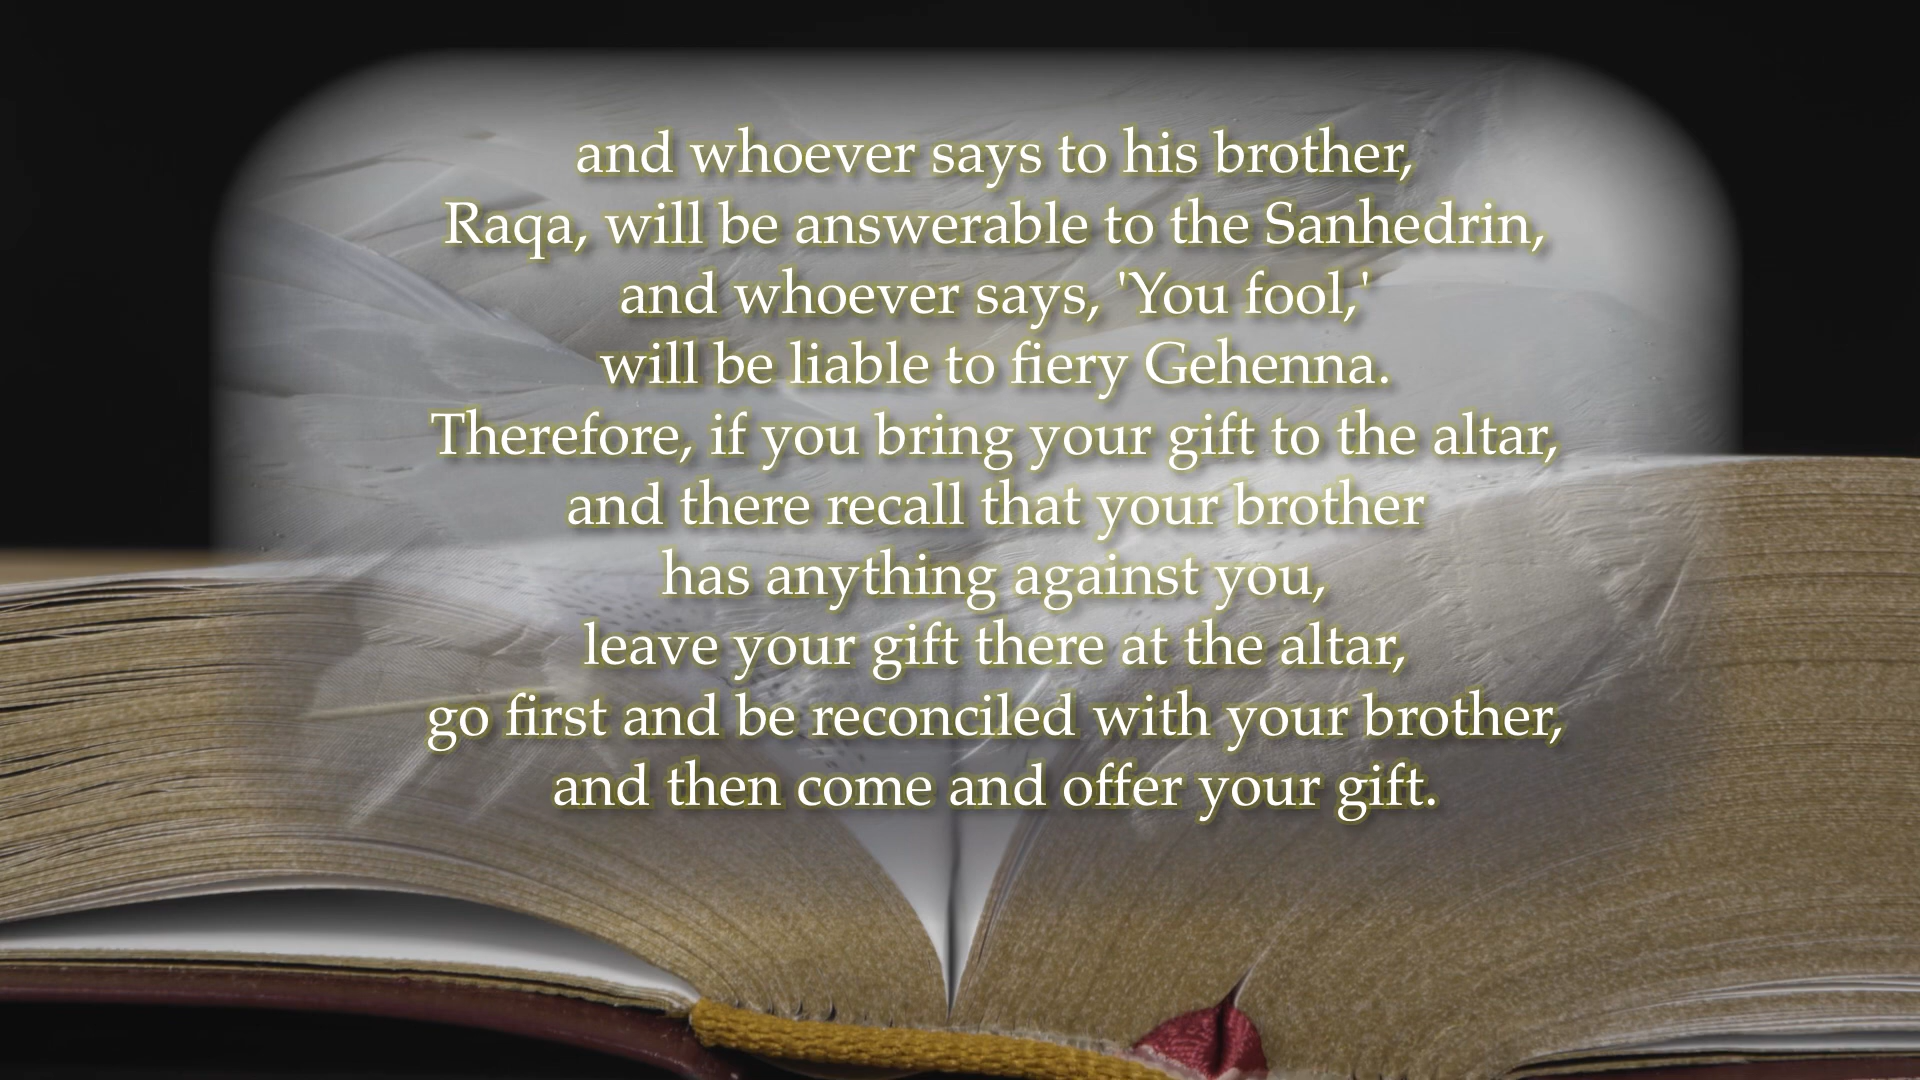 and whoever says to his brother,
Raqa, will be answerable to the Sanhedrin,
and whoever says, 'You fool,'
will be liable to fiery Gehenna.
Therefore, if you bring your gift to the altar,
and there recall that your brother
has anything against you,
leave your gift there at the altar,
go first and be reconciled with your brother,
and then come and offer your gift.